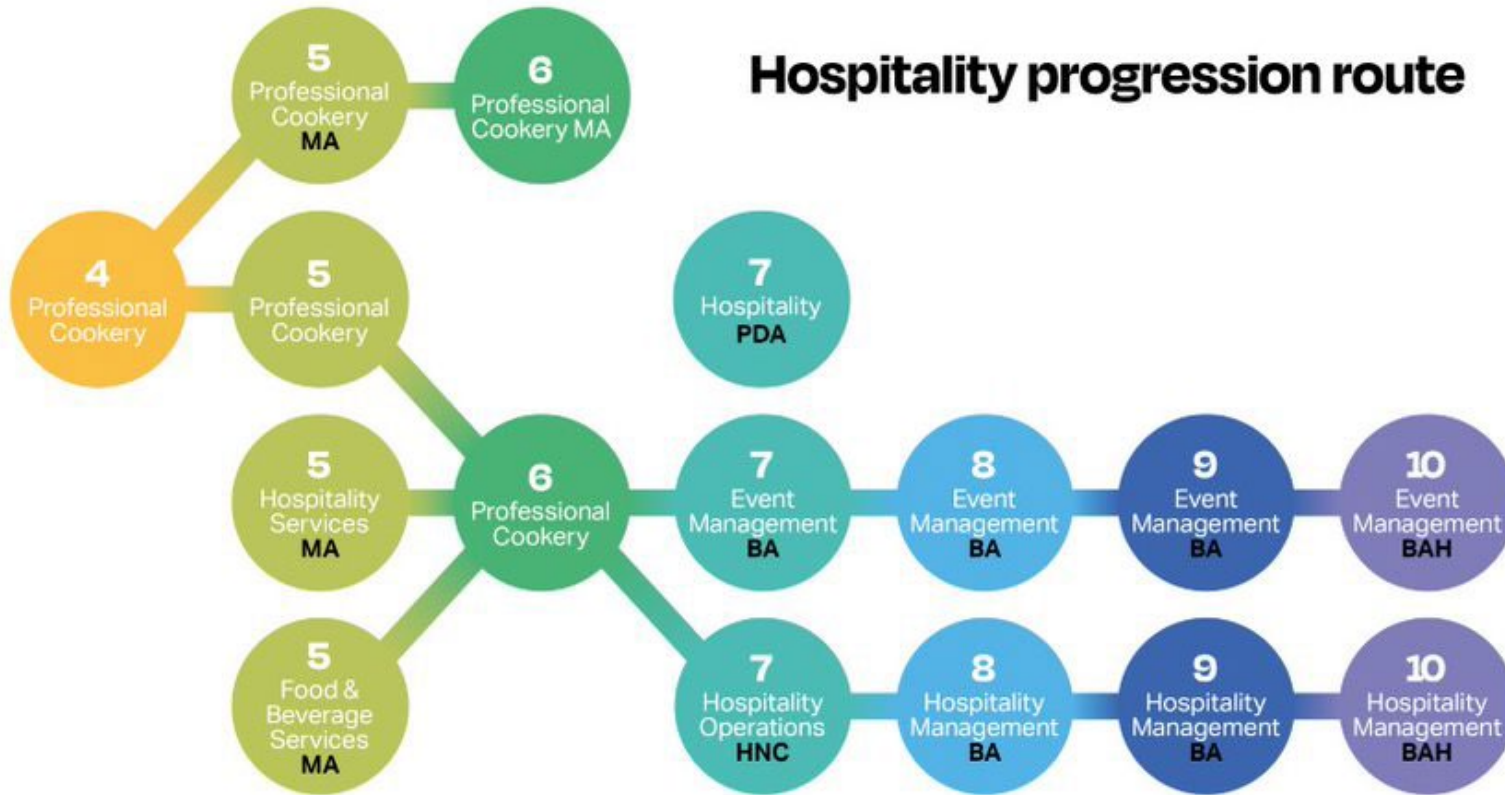 Hospitality progression route
5
Professional
Cookery
MA
6
Professional
Cookery MA
4
Professional
Cookery
5
Professional
Cookery
7
Hospitality
PDA
5
Hospitality
Services
MA
6
Professional
Cookery
7
Event
Management
BA
8
Event
Management
BA
9
Event
Management
BA
10
Event
Management
BAH
5
Food &
Beverage
Services
MA
7
Hospitality
Operations
HNC
8
Hospitality
Management
BA
9
Hospitality
Management
BA
10
Hospitality
Management
BAH